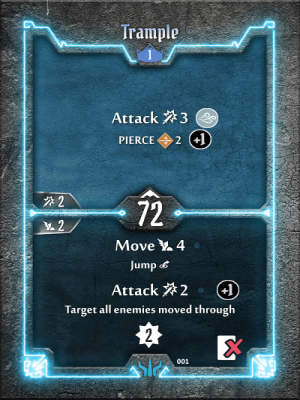 Trample
1
Attack 3
PIERCE 2 +1
2
72
2
Move 4
Jump
Attack 2 +1
Target all enemies moved through
2
001